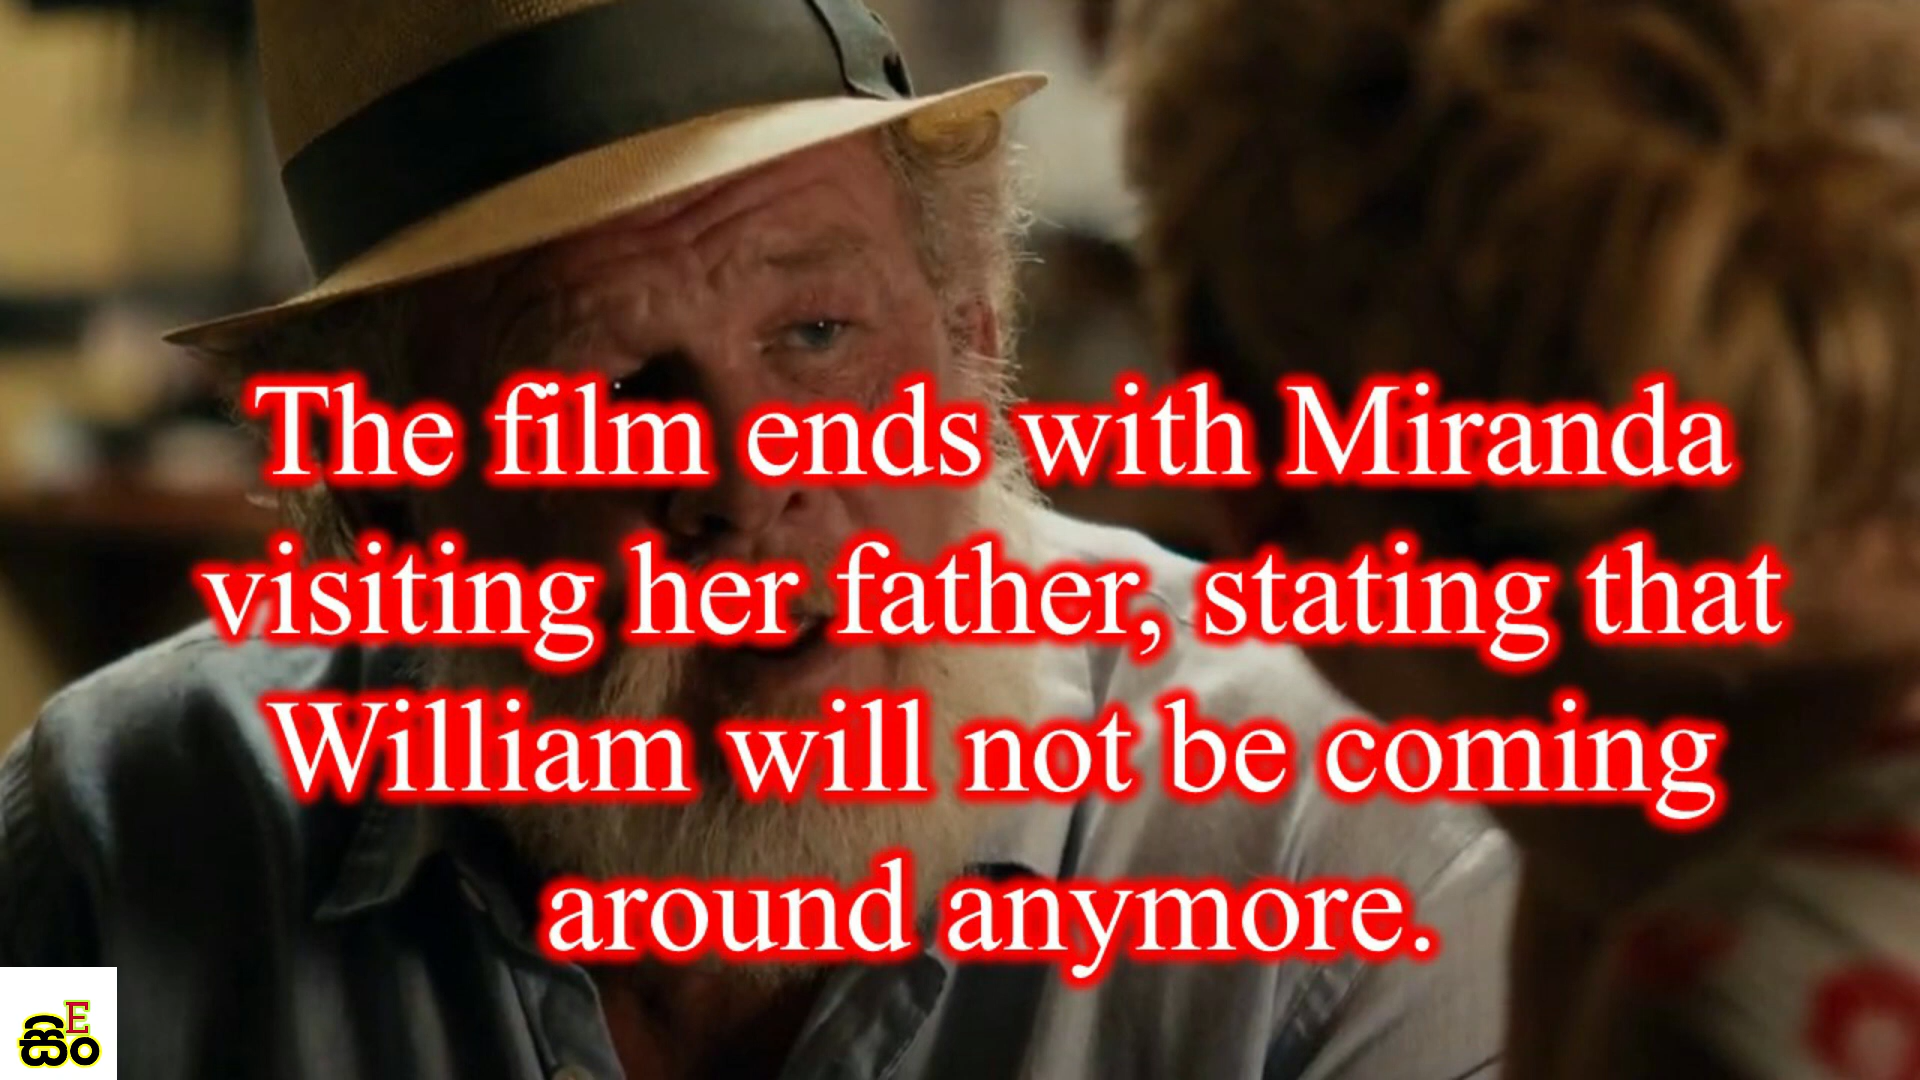 The film ends with Miranda
visiting her father, stating that
William will not be coming
around anymore.
E
සිං